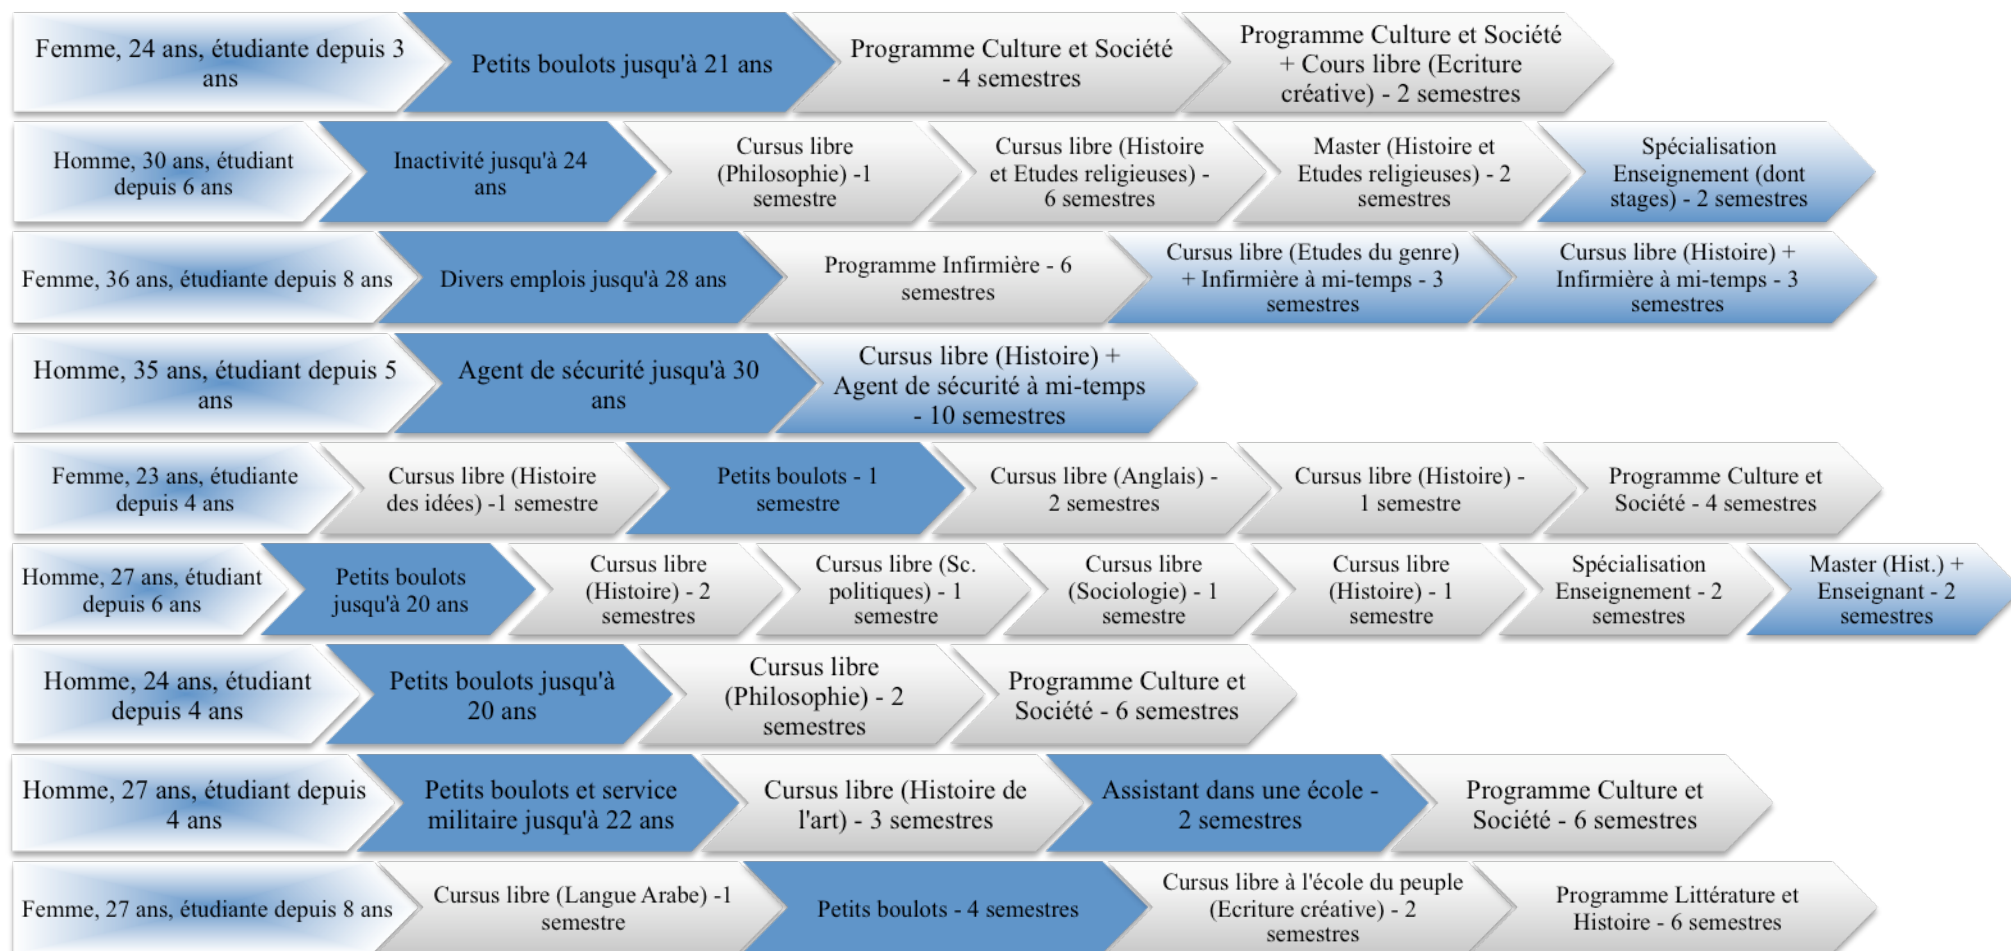 Femme, 24 ans, étudiante depuis 3
ans
Petits boulots jusqu'à 21 ans
Programme Culture et Société
- 4 semestres
Programme Culture et Société
+ Cours libre (Ecriture
créative) - 2 semestres
Homme, 30 ans, étudiant
depuis 6 ans
Inactivité jusqu'à 24
ans
Cursus libre
(Philosophie) -1
semestre
Cursus libre (Histoire
et Etudes religieuses) -
6 semestres
Master (Histoire et
Etudes religieuses) - 2
semestres
Spécialisation
Enseignement (dont
stages) - 2 semestres
Femme, 36 ans, étudiante depuis 8 ans
Divers emplois jusqu'à 28 ans
Programme Infirmière - 6
semestres
Cursus libre (Etudes du genre)
+ Infirmière à mi-temps - 3
semestres
Cursus libre (Histoire) +
Infirmière à mi-temps - 3
semestres
Homme, 35 ans, étudiant depuis 5
ans
Agent de sécurité jusqu'à 30
ans
Cursus libre (Histoire) +
Agent de sécurité à mi-temps
- 10 semestres
Femme, 23 ans, étudiante
depuis 4 ans
Cursus libre (Histoire
des idées) -1 semestre
Petits boulots - 1
semestre
Cursus libre (Anglais) -
2 semestres
Cursus libre (Histoire) -
1 semestre
Programme Culture et
Société - 4 semestres
Homme, 27 ans, étudiant
depuis 6 ans
Petits boulots
jusqu'à 20 ans
Cursus libre
(Histoire) - 2
semestres
Cursus libre (Sc.
politiques) - 1
semestre
Cursus libre
(Sociologie) - 1
semestre
Cursus libre
(Histoire) - 1
semestre
Spécialisation
Enseignement - 2
semestres
Master (Hist.) +
Enseignant - 2
semestres
Homme, 24 ans, étudiant
depuis 4 ans
Petits boulots jusqu'à
20 ans
Cursus libre
(Philosophie) - 2
semestres
Programme Culture et
Société - 6 semestres
Homme, 27 ans, étudiant depuis
4 ans
Petits boulots et service
militaire jusqu'à 22 ans
Cursus libre (Histoire de
l'art) - 3 semestres
Assistant dans une école -
2 semestres
Programme Culture et
Société - 6 semestres
Femme, 27 ans, étudiante depuis 8 ans
Cursus libre (Langue Arabe) -1
semestre
Petits boulots - 4 semestres
Cursus libre à l'école du peuple
(Ecriture créative) - 2
semestres
Programme Littérature et
Histoire - 6 semestres